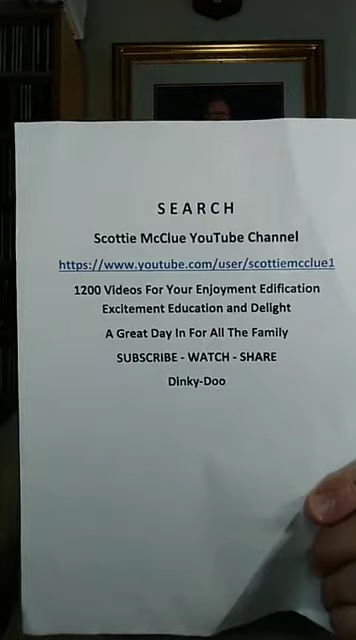 SEARCH
Scottie McClue YouTube Channel
https://www.youtube.com/user/scottiemcclue1
1200 Videos For Your Enjoyment Edification
Excitement Education and Delight
A Great Day In For All The Family
SUBSCRIBE - WATCH - SHARE
Dinky-Doo